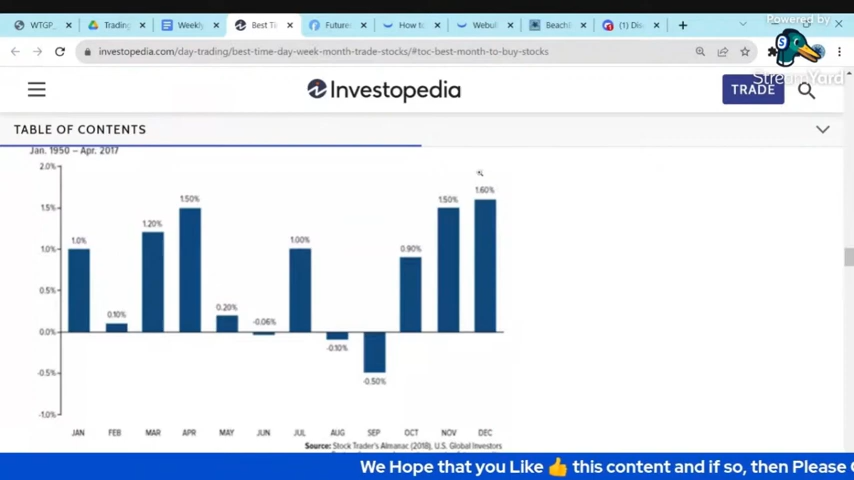 WTGP_
Trading
Weekly
Best Ti
Future
How to
Webul
Beachl
(1) Dis
Powered by
StreamYard
investopedia.com/day-trading/best-time-day-week-month-trade-stocks/#toc-best-month-to-buy-stocks
Investopedia
TRADE
TABLE OF CONTENTS
Jan. 1950 – Apr. 2017
2.0%
1.60%
1.50%
1.50%
1.5%
1.20%
1.0%
1.00%
0.90%
1.0%
0.5%
0.10%
0.20%
-0.06%
0.0%
-0.10%
-0.5%
-0.50%
-1.0%
JAN FEB MAR APR MAY JUN JUL AUG SEP OCT NOV DEC
Source: Stock Trader's Almanac (2018), U.S. Global Investors
We Hope that you Like 👍 this content and if so, then Please